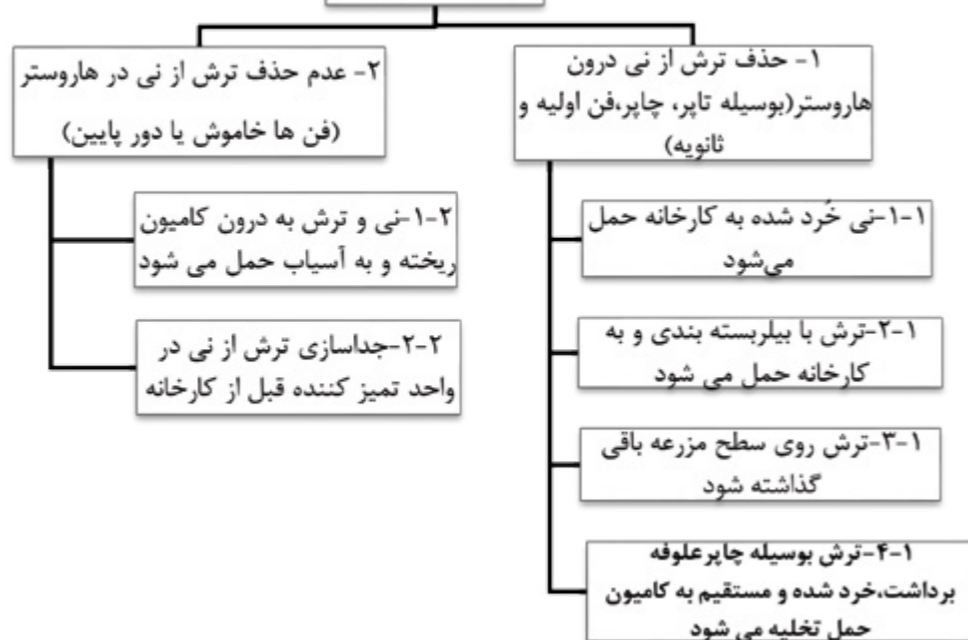 ۱- حذف ترش از نی درون
هاروستر(بوسیله تاپر، چاپر،فن اولیه و
ثانویه)
۱-۱-نی خُرد شده به کارخانه حمل
می‌شود
۲-۱-ترش با بیلربسته بندی و به
کارخانه حمل می شود
۳-۱-ترش روی سطح مزرعه باقی
گذاشته شود
۴-۱-ترش بوسیله چاپرعلوفه
برداشت،خرد شده و مستقیم به کامیون
حمل تخلیه می شود
۲- عدم حذف ترش از نی در هاروستر
(فن ها خاموش یا دور پایین)
۱-۲-نی و ترش به درون کامیون
ریخته و به آسیاب حمل می شود
۲-۲-جداسازی ترش از نی در
واحد تمیز کننده قبل از کارخانه